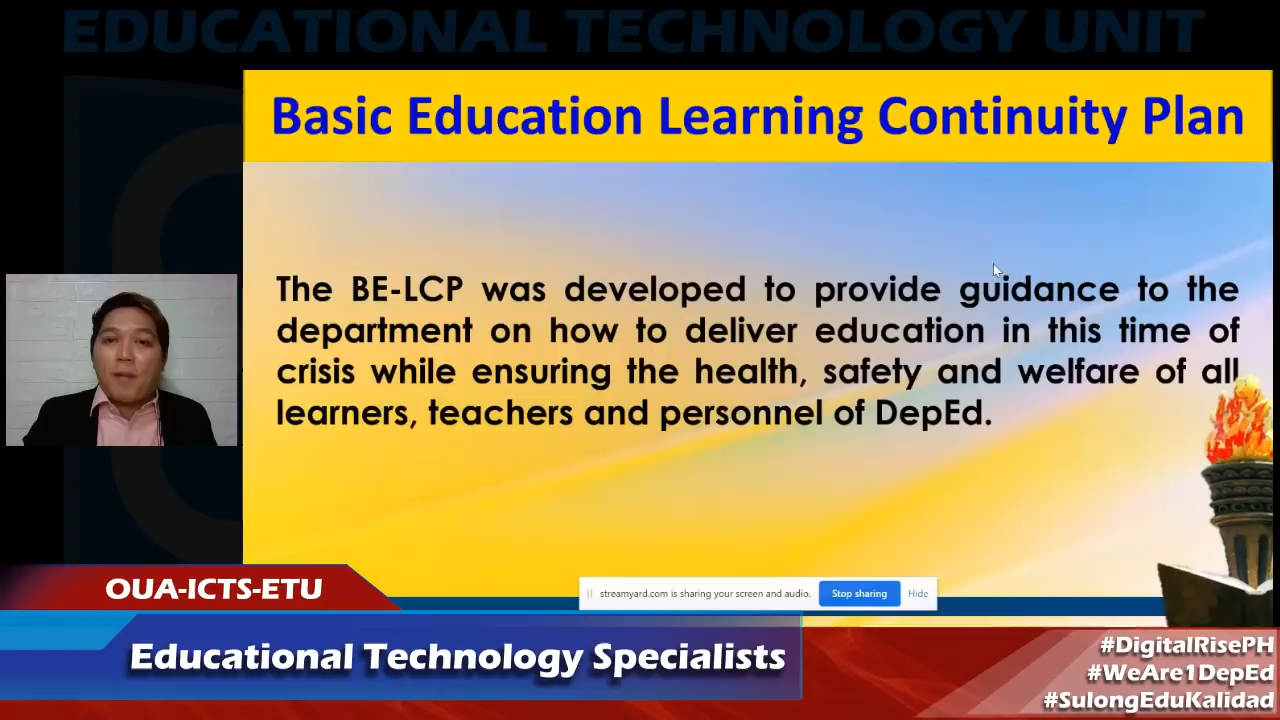 EDUCATIONAL TECHNOLOGY UNIT
Basic Education Learning Continuity Plan
The BE-LCP was developed to provide guidance to the
department on how to deliver education in this time of
crisis while ensuring the health, safety and welfare of all
learners, teachers and personnel of DepEd.
OUA-ICTS-ETU
streamyard.com is sharing your screen and audio. Stop sharing Hide
Educational Technology Specialists
#DigitalRisePH
#WeAre1DepEd
#SulongEduKalidad